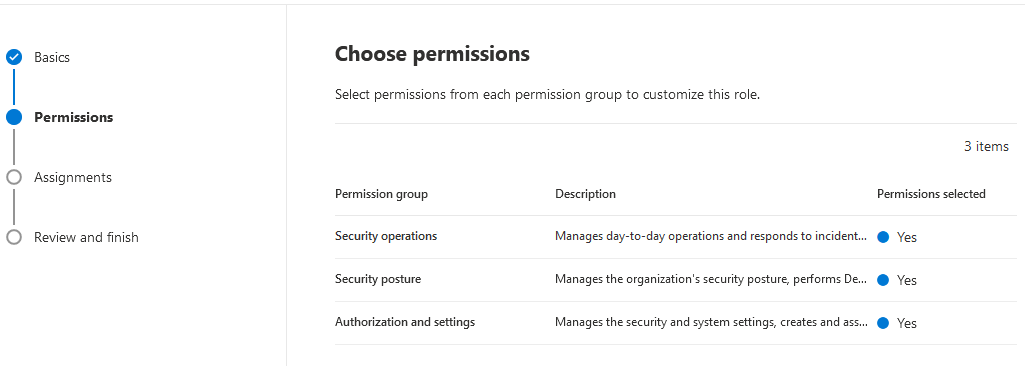 Basics
Permissions
Assignments
Review and finish
Choose permissions
Select permissions from each permission group to customize this role.
3 items
Permission group Description Permissions selected
Security operations Manages day-to-day operations and responds to incident... Yes
Security posture Manages the organization's security posture, performs De... Yes
Authorization and settings Manages the security and system settings, creates and ass... Yes